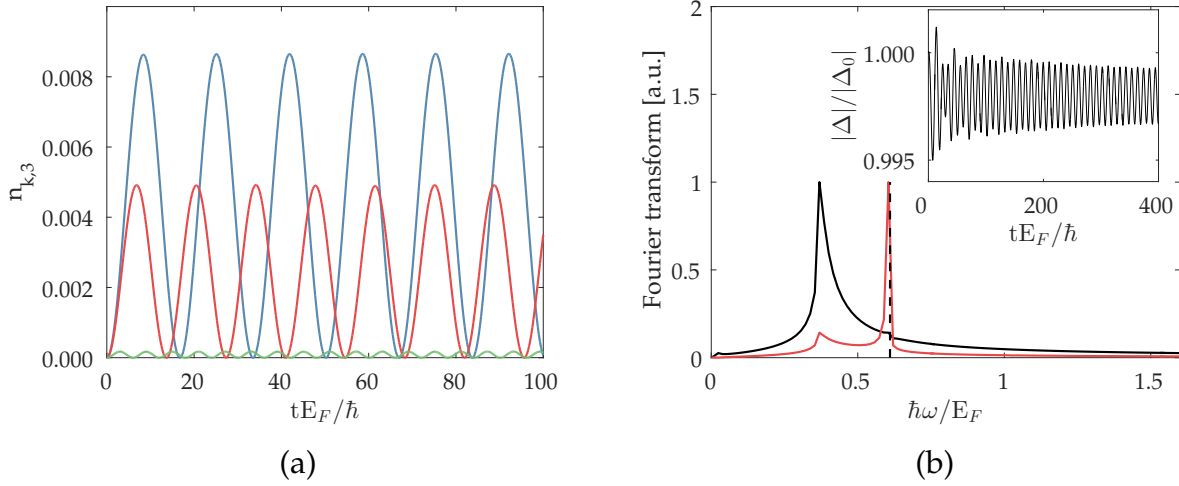 0.008
0.006
0.004
0.002
0.000
n_{k,3}
0 20 40 60 80 100
tE_F/ħ
(a)
2
1.5
1
0.5
0
Fourier transform [a.u.]
0 0.5 1 1.5
ħω/E_F
1.000
0.995
|Δ|/|Δ_0|
0 200 400
tE_F/ħ
(b)